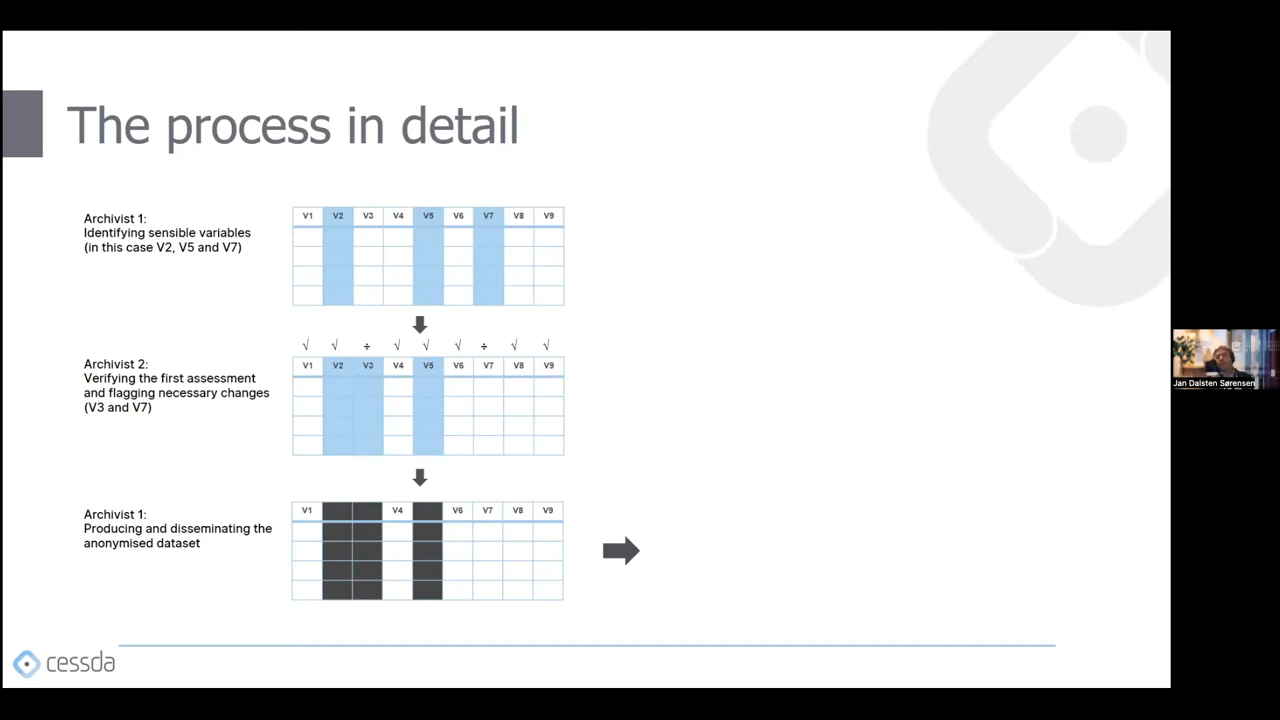 The process in detail
Archivist 1:
Identifying sensible variables
(in this case V2, V5 and V7)
V1 V2 V3 V4 V5 V6 V7 V8 V9
√ √ ÷ √ √ √ ÷ √ √
Archivist 2:
Verifying the first assessment
and flagging necessary changes
(V3 and V7)
V1 V2 V3 V4 V5 V6 V7 V8 V9
Archivist 1:
Producing and disseminating the
anonymised dataset
V1 V4 V6 V7 V8 V9
cessda
Jan Dalsten Sørensen